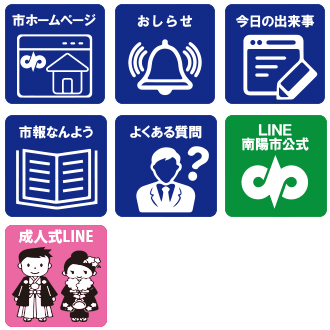 市ホームページ
おしらせ
今日の出来事
市報なんよう
よくある質問
LINE
南陽市公式
成人式LINE